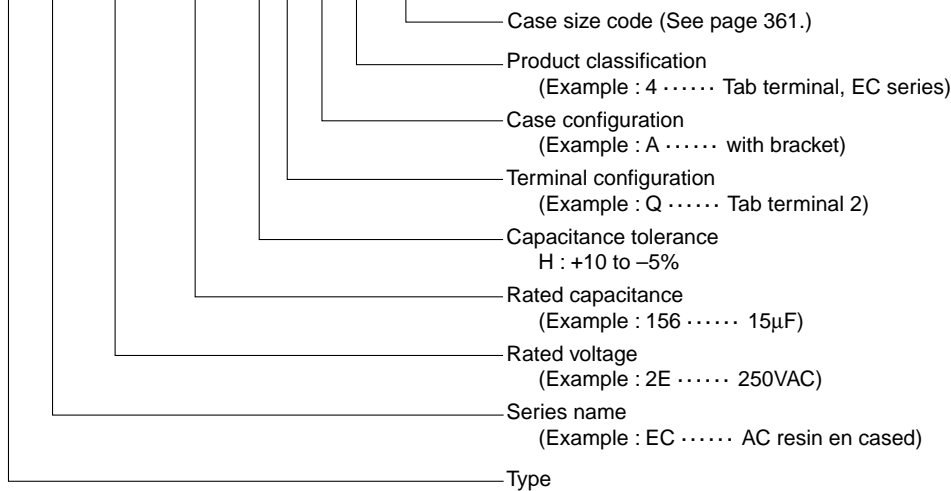 Case size code (See page 361.)
Product classification
(Example : 4 ······ Tab terminal, EC series)
Case configuration
(Example : A ······ with bracket)
Terminal configuration
(Example : Q ······ Tab terminal 2)
Capacitance tolerance
H : +10 to –5%
Rated capacitance
(Example : 156 ······ 15μF)
Rated voltage
(Example : 2E ······ 250VAC)
Series name
(Example : EC ······ AC resin en cased)
Type